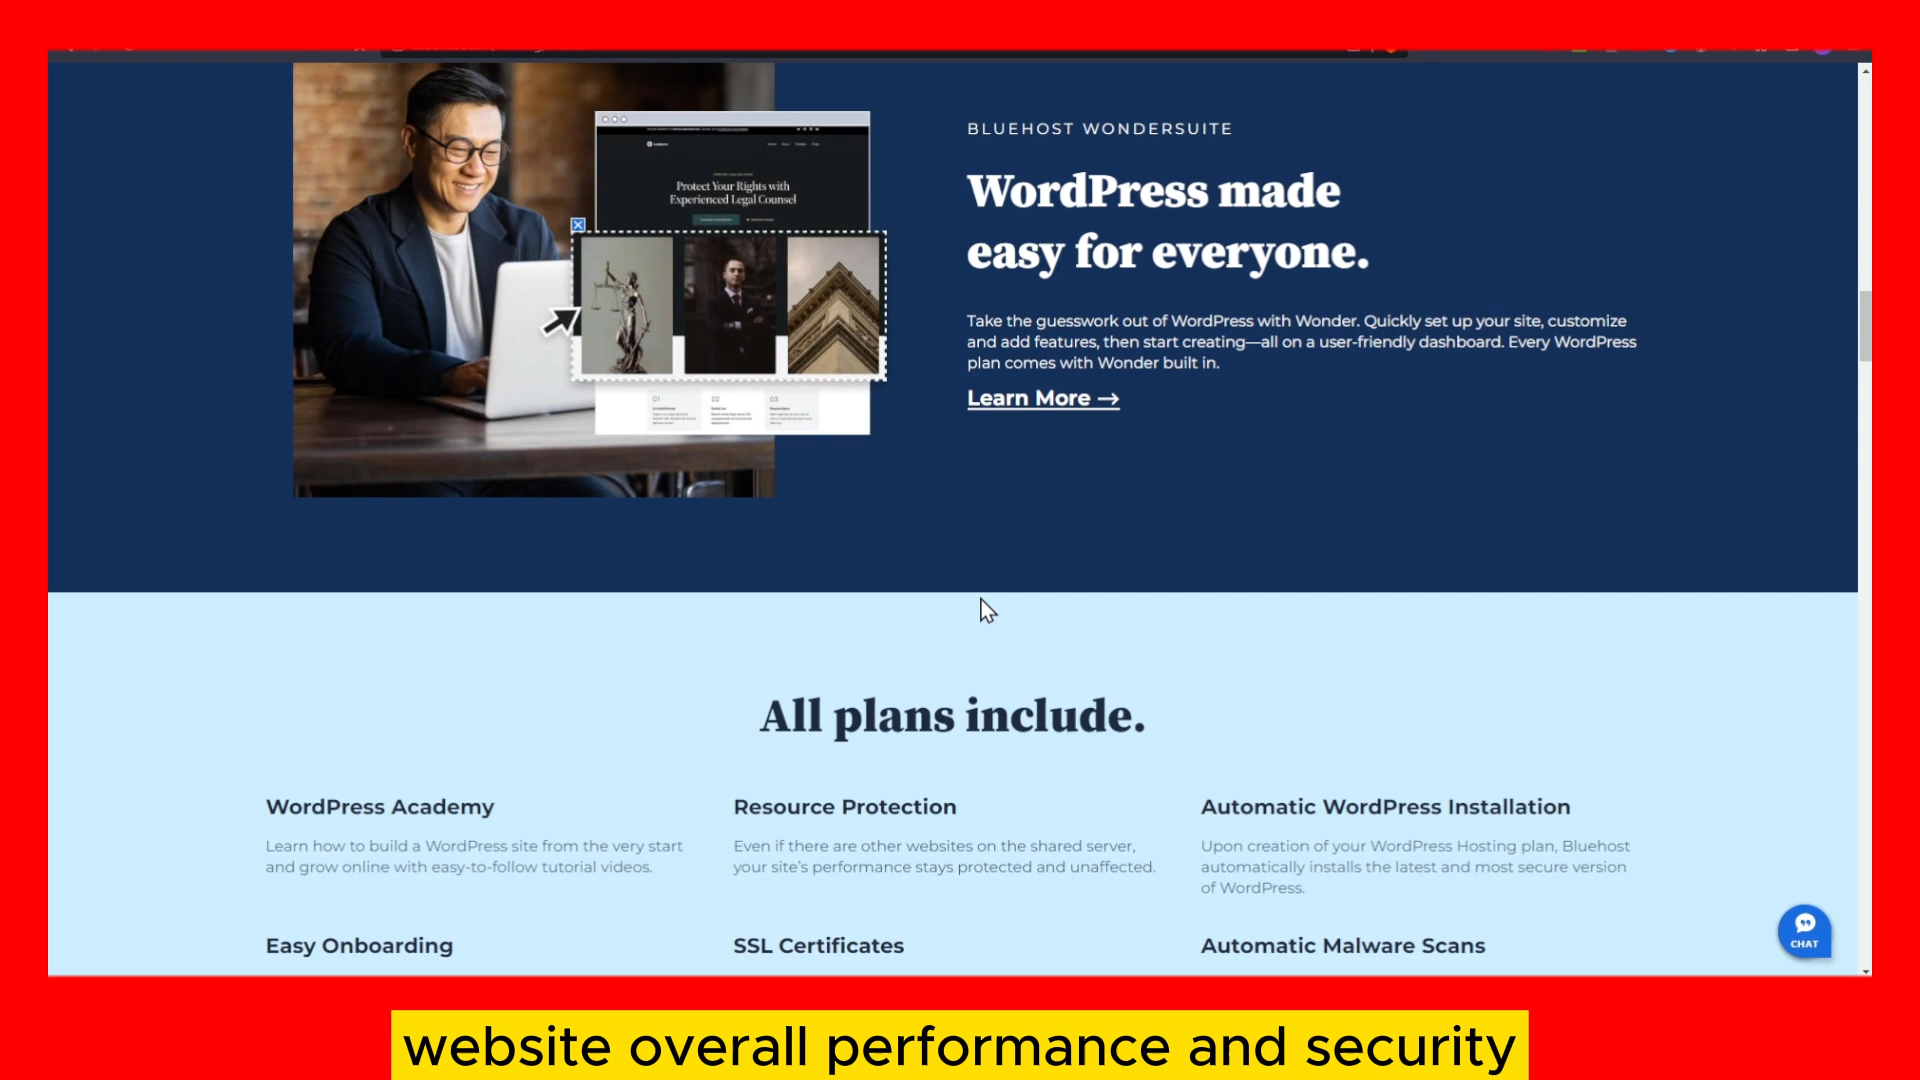 BLUEHOST WONDERSUITE
WordPress made
easy for everyone.
Take the guesswork out of WordPress with Wonder. Quickly set up your site, customize
and add features, then start creating—all on a user-friendly dashboard. Every WordPress
plan comes with Wonder built in.
Learn More →
Protect Your Rights with
Experienced Legal Counsel
01
02
03
All plans include.
WordPress Academy
Learn how to build a WordPress site from the very start
and grow online with easy-to-follow tutorial videos.
Resource Protection
Even if there are other websites on the shared server,
your site's performance stays protected and unaffected.
Automatic WordPress Installation
Upon creation of your WordPress Hosting plan, Bluehost
automatically installs the latest and most secure version
of WordPress.
Easy Onboarding
SSL Certificates
Automatic Malware Scans
CHAT
website overall performance and security